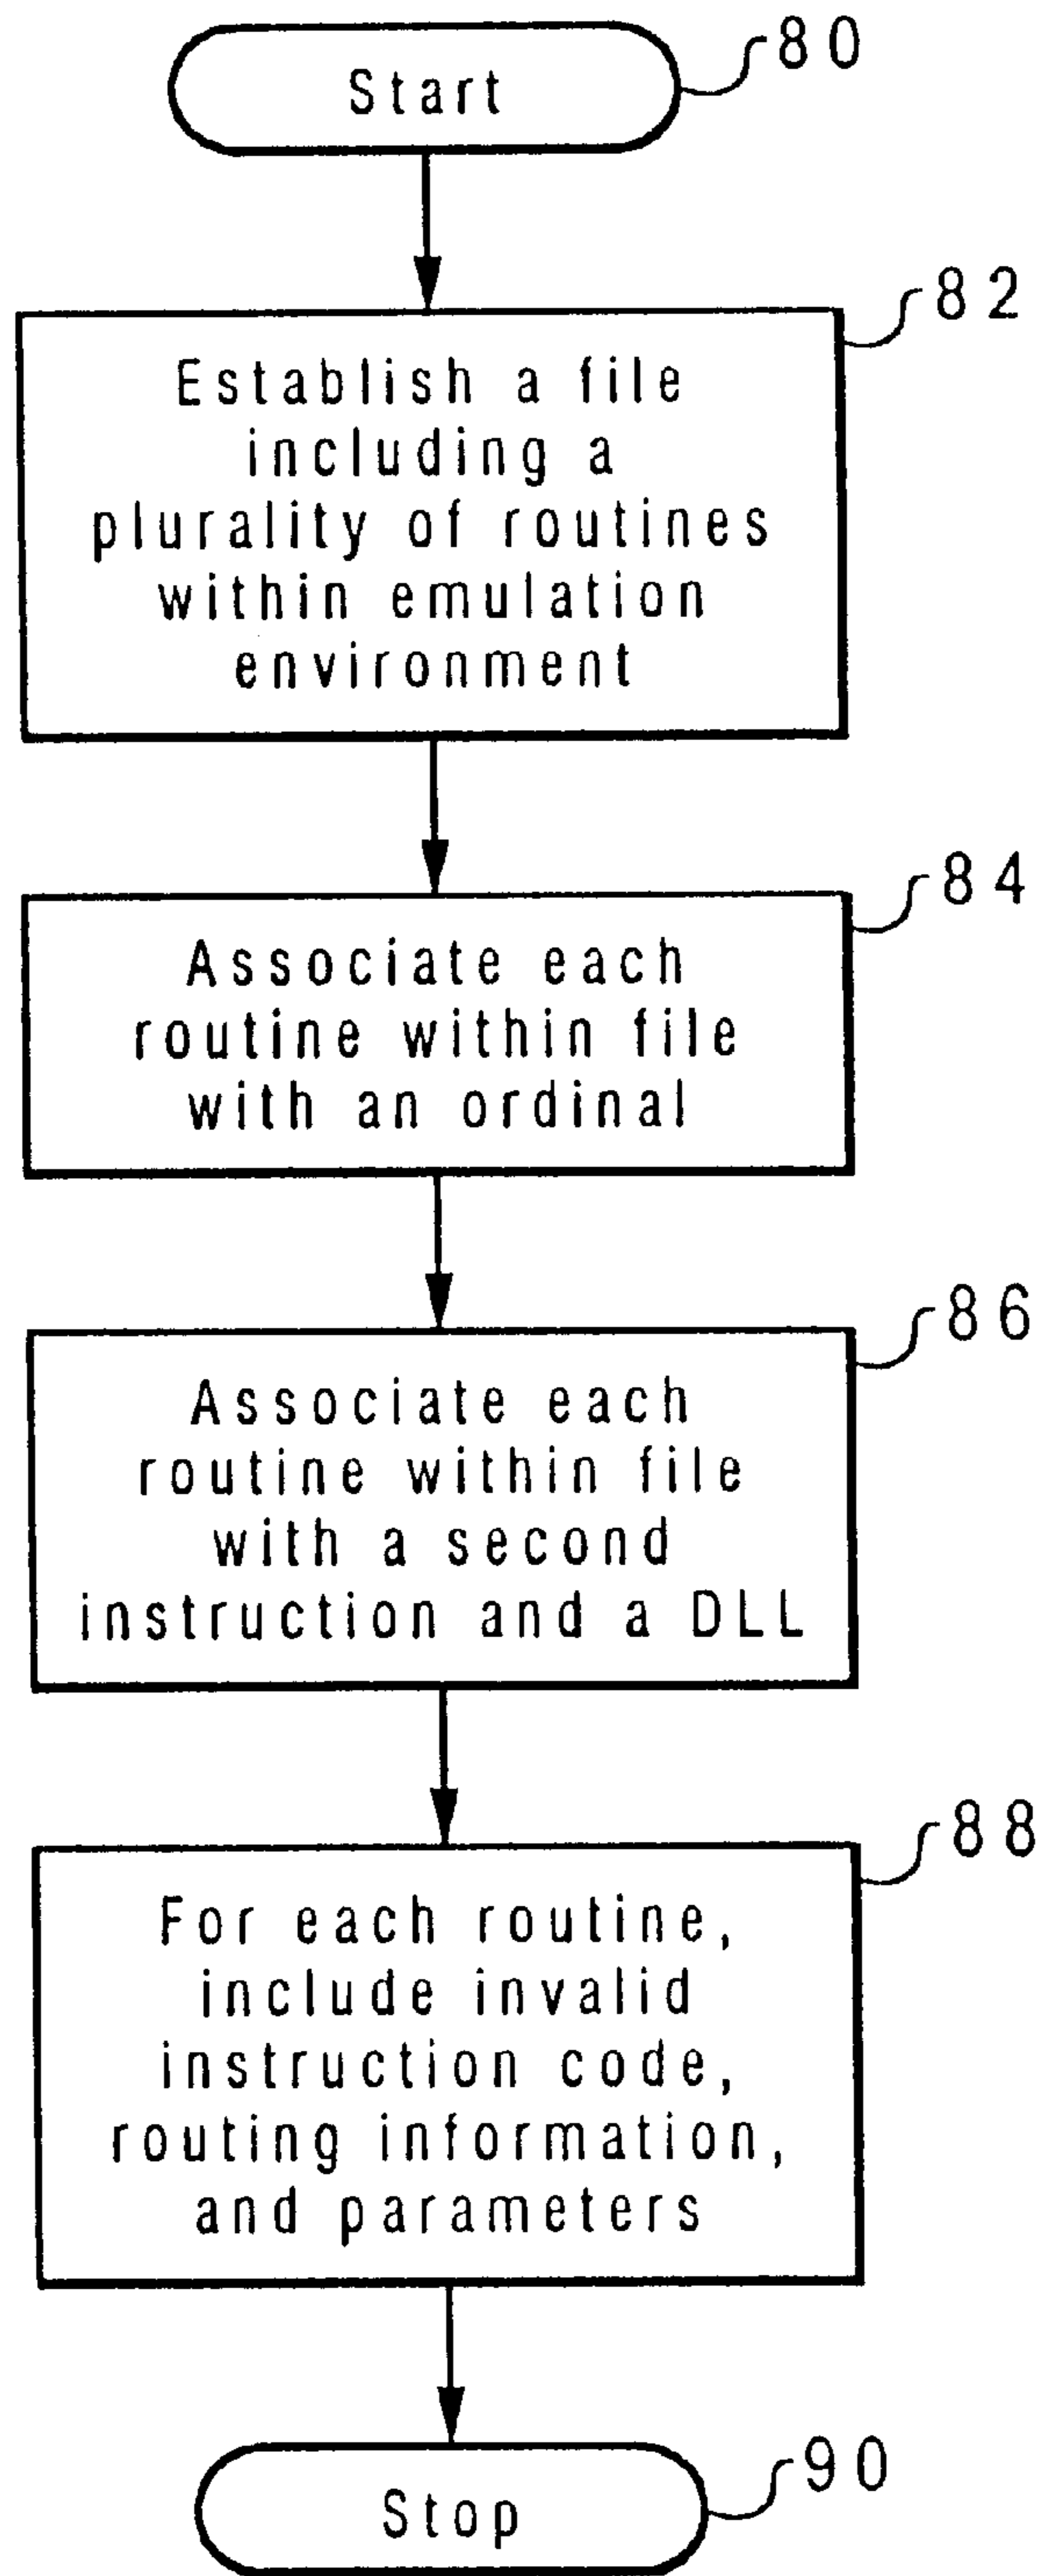 Start
80
82
Establish a file
including a
plurality of routines
within emulation
environment
84
Associate each
routine within file
with an ordinal
86
Associate each
routine within file
with a second
instruction and a DLL
88
For each routine,
include invalid
instruction code,
routing information,
and parameters
Stop
90